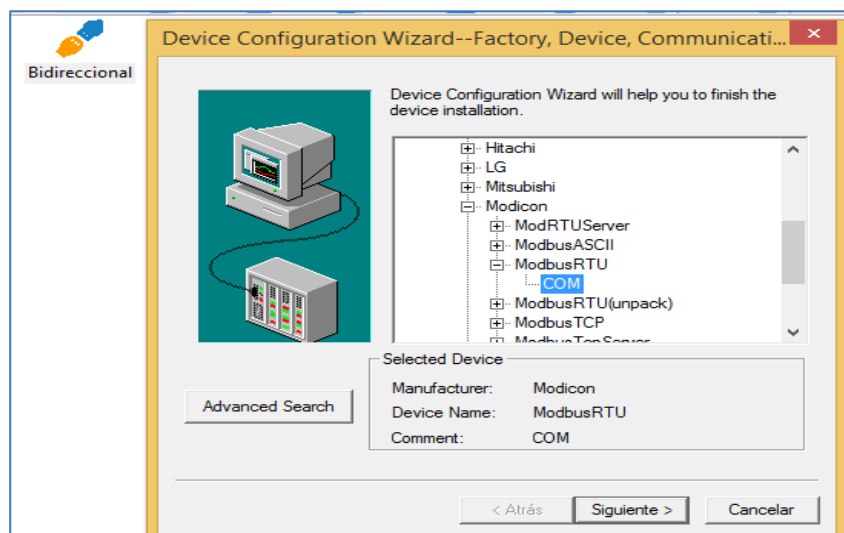 Bidireccional
Device Configuration Wizard--Factory, Device, Communicati...
Device Configuration Wizard will help you to finish the
device installation.
Hitachi
LG
Mitsubishi
Modicon
ModRTUServer
ModbusASCII
ModbusRTU
COM
ModbusRTU(unpack)
ModbusTCP
ModbusTcpServer
Selected Device
Manufacturer: Modicon
Device Name: ModbusRTU
Comment: COM
Advanced Search
< Atrás Siguiente > Cancelar